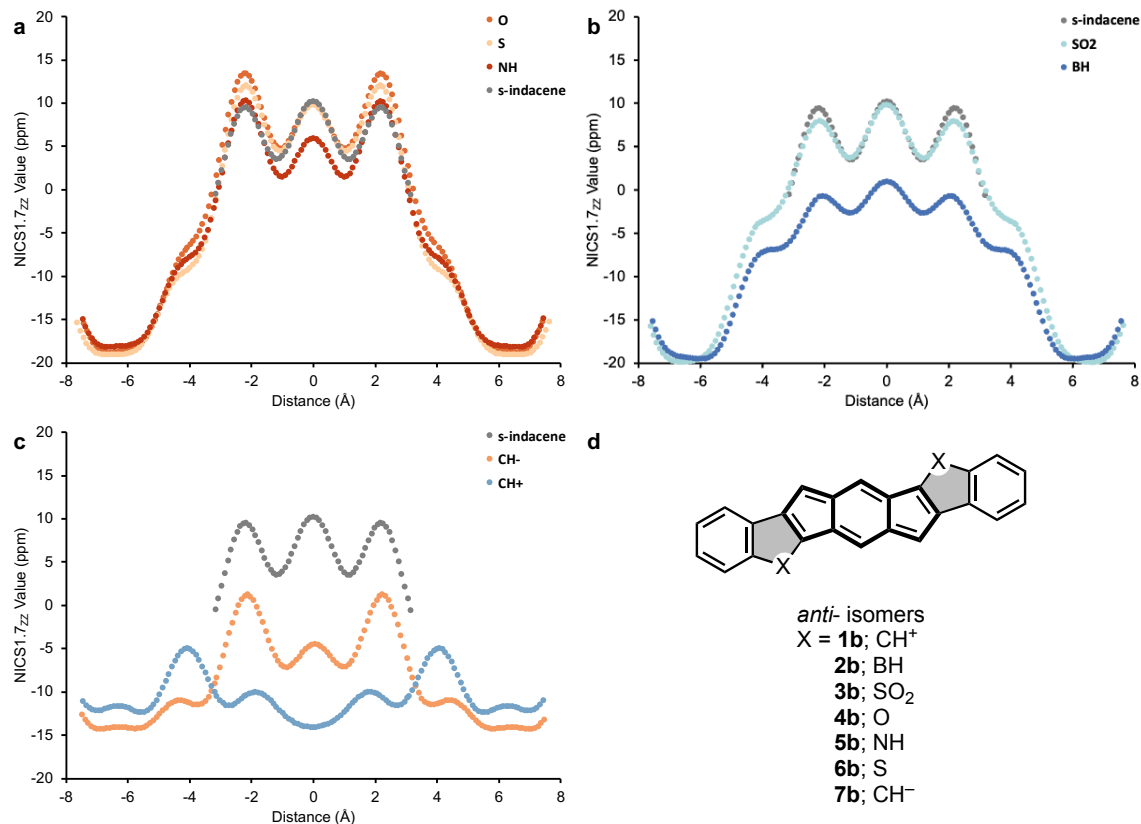 a
20
15
10
5
0
-5
-10
-15
-20
NICS1.7ZZ Value (ppm)
-8 -6 -4 -2 0 2 4 6 8
Distance (Å)
O
S
NH
s-indacene
b
20
15
10
5
0
-5
-10
-15
-20
NICS1.7ZZ Value (ppm)
-8 -6 -4 -2 0 2 4 6 8
Distance (Å)
s-indacene
SO2
BH
c
20
15
10
5
0
-5
-10
-15
-20
NICS1.7ZZ Value (ppm)
-8 -6 -4 -2 0 2 4 6 8
Distance (Å)
s-indacene
CH-
CH+
d
X
X
anti- isomers
X = 1b; CH⁺
2b; BH
3b; SO₂
4b; O
5b; NH
6b; S
7b; CH⁻